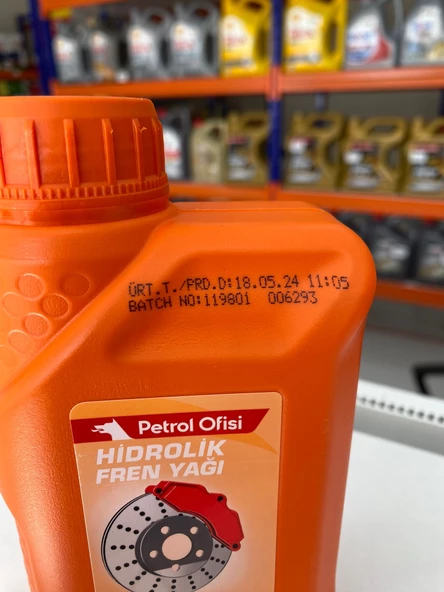 ÜRT.T./PRD.D:18.05.24 11:05
BATCH NO:119801 006293
Petrol Ofisi
HİDROLİK
FREN YAĞI